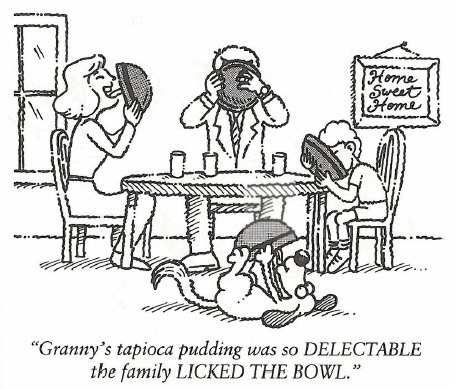 Home
Sweet
Home
“Granny’s tapioca pudding was so DELECTABLE
the family LICKED THE BOWL.”